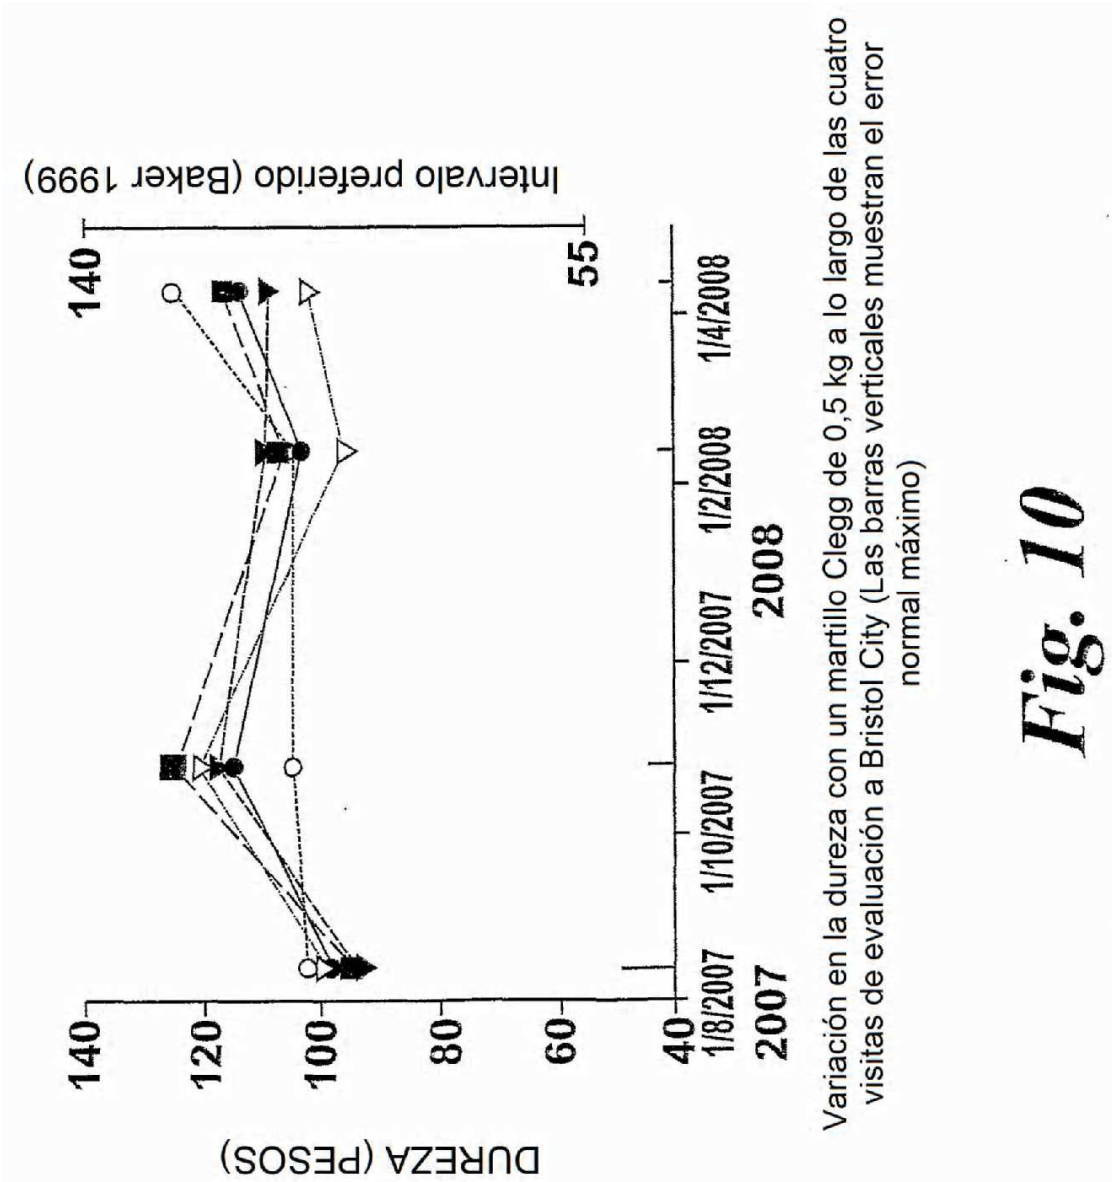 140
120
100
80
60
40
DUREZA (PESOS)
140
55
Intervalo preferido (Baker 1999)
1/8/2007
1/10/2007
1/12/2007
1/2/2008
1/4/2008
2007
2008
Variación en la dureza con un martillo Clegg de 0,5 kg a lo largo de las cuatro
visitas de evaluación a Bristol City (Las barras verticales muestran el error
normal máximo)
Fig. 10